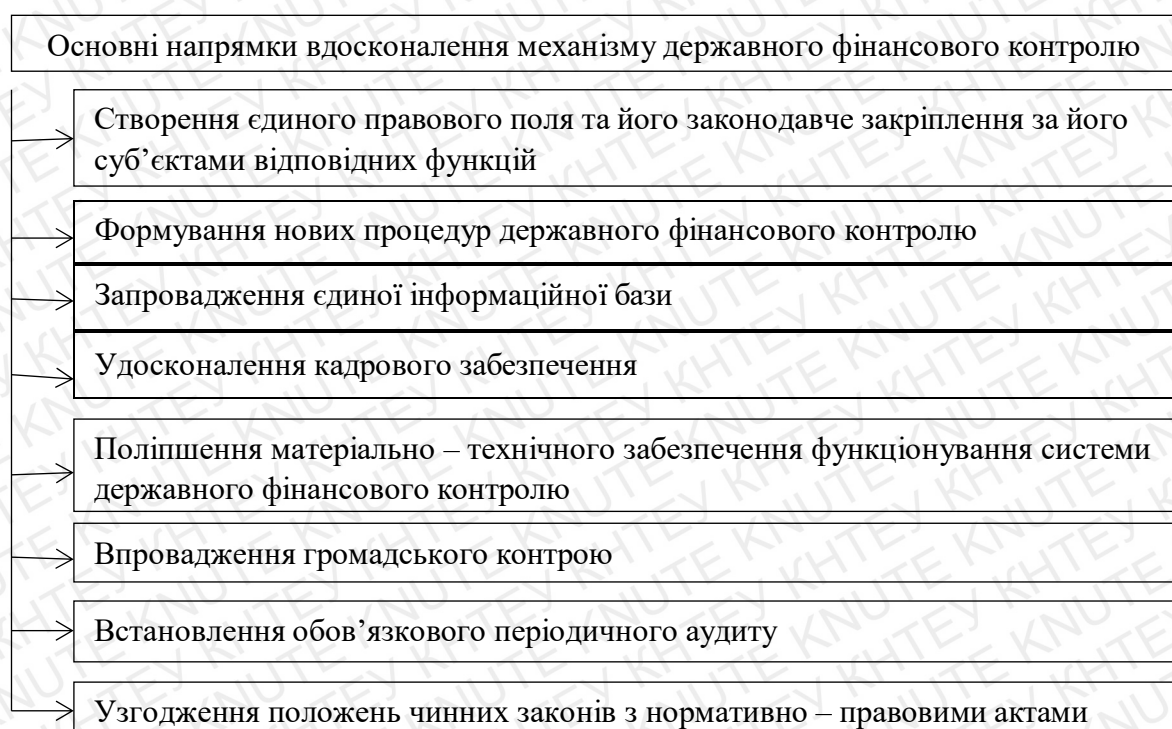 Основні напрямки вдосконалення механізму державного фінансового контролю
Створення єдиного правового поля та його законодавче закріплення за його
суб’єктами відповідних функцій
Формування нових процедур державного фінансового контролю
Запровадження єдиної інформаційної бази
Удосконалення кадрового забезпечення
Поліпшення матеріально – технічного забезпечення функціонування системи
державного фінансового контролю
Впровадження громадського контрою
Встановлення обов’язкового періодичного аудиту
Узгодження положень чинних законів з нормативно – правовими актами